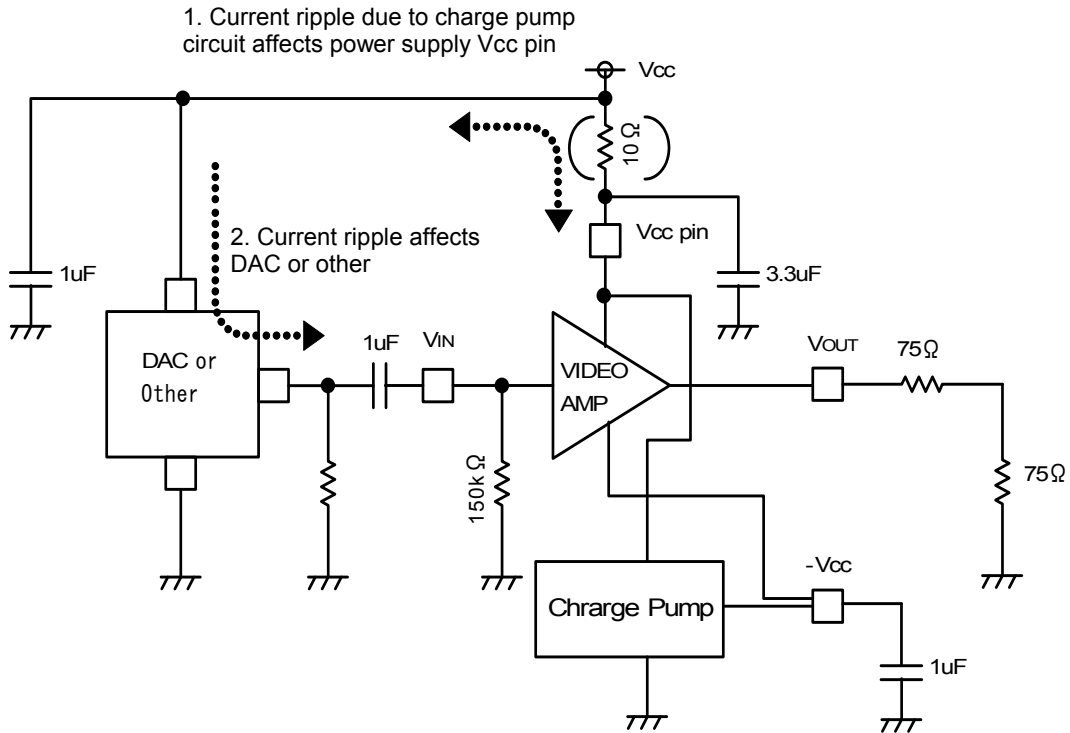 1. Current ripple due to charge pump
circuit affects power supply Vcc pin
Vcc
10Ω
Vcc pin
2. Current ripple affects
DAC or other
1uF
3.3uF
DAC or
Other
1uF
VIN
VIDEO
AMP
VOUT
75Ω
75Ω
150kΩ
-Vcc
Chrarge Pump
1uF